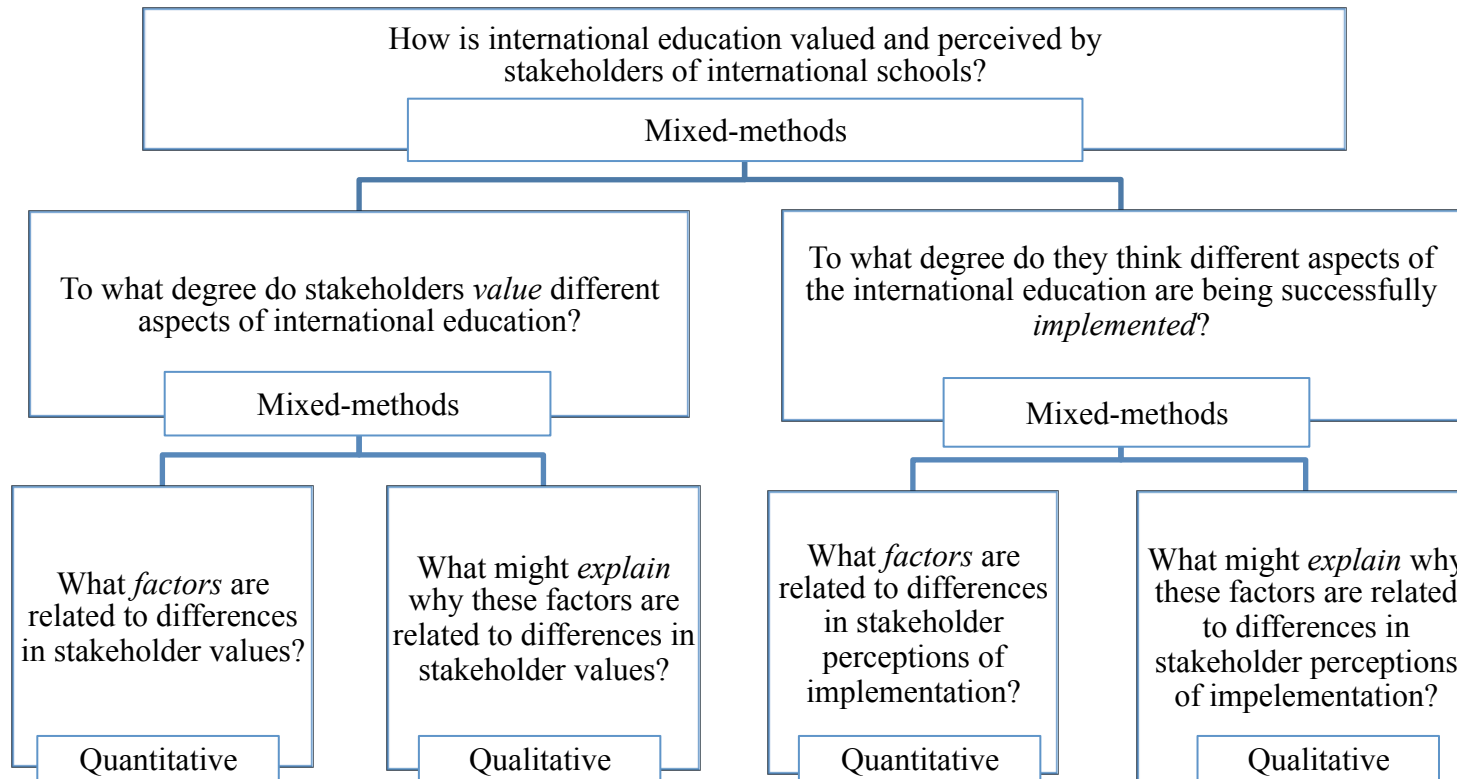 How is international education valued and perceived by
stakeholders of international schools?
Mixed-methods
To what degree do stakeholders value different
aspects of international education?
Mixed-methods
To what degree do they think different aspects of
the international education are being successfully
implemented?
Mixed-methods
What factors are
related to differences
in stakeholder values?
Quantitative
What might explain
why these factors are
related to differences in
stakeholder values?
Qualitative
What factors are
related to differences
in stakeholder
perceptions of
implementation?
Quantitative
What might explain why
these factors are related
to differences in
stakeholder perceptions
of impelementation?
Qualitative